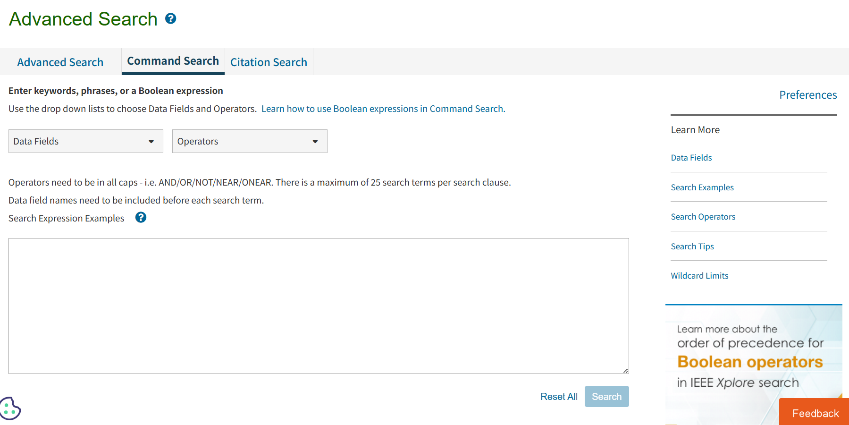 Advanced Search ?
Advanced Search Command Search Citation Search
Enter keywords, phrases, or a Boolean expression
Use the drop down lists to choose Data Fields and Operators. Learn how to use Boolean expressions in Command Search.
Data Fields Operators
Operators need to be in all caps - i.e. AND/OR/NOT/NEAR/ONEAR. There is a maximum of 25 search terms per search clause.
Data field names need to be included before each search term.
Search Expression Examples ?
Reset All Search
Preferences
Learn More
Data Fields
Search Examples
Search Operators
Search Tips
Wildcard Limits
Learn more about the
order of precedence for
Boolean operators
in IEEE Xplore search
Feedback